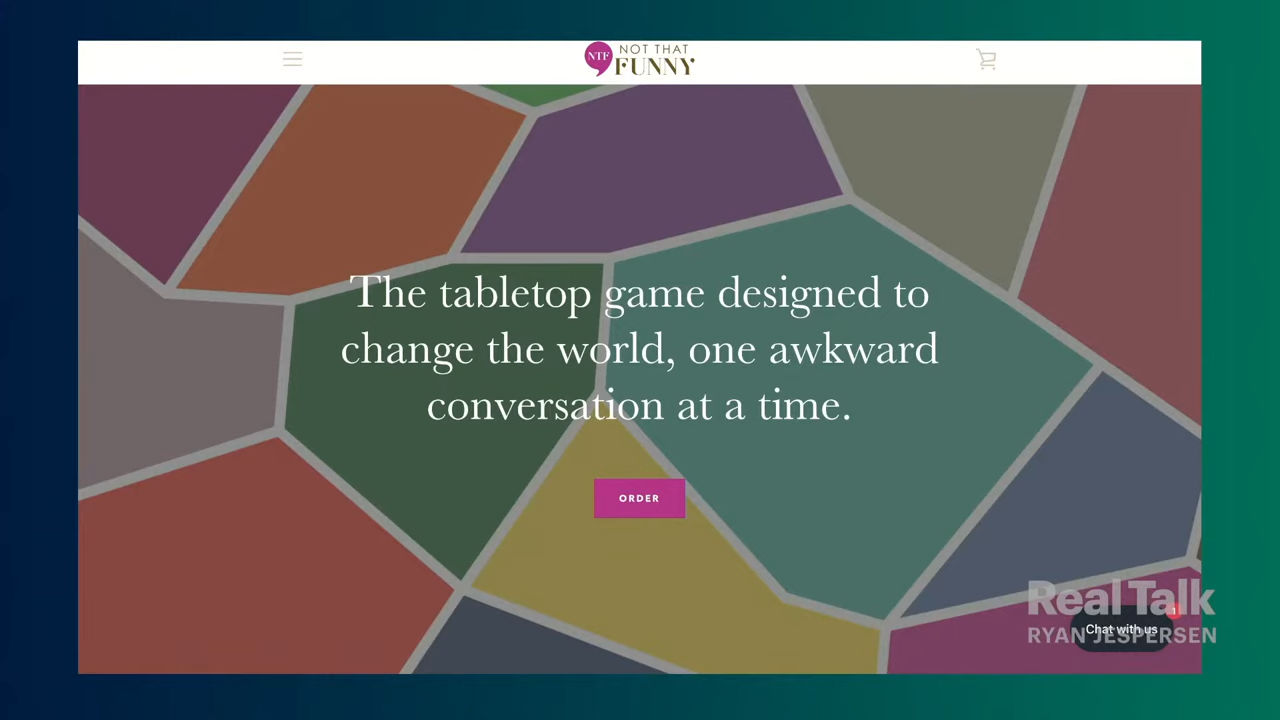 NTF
NOT THAT
FUNNY
The tabletop game designed to
change the world, one awkward
conversation at a time.
ORDER
Real Talk
1
Chat with us
RYAN JESPERSEN